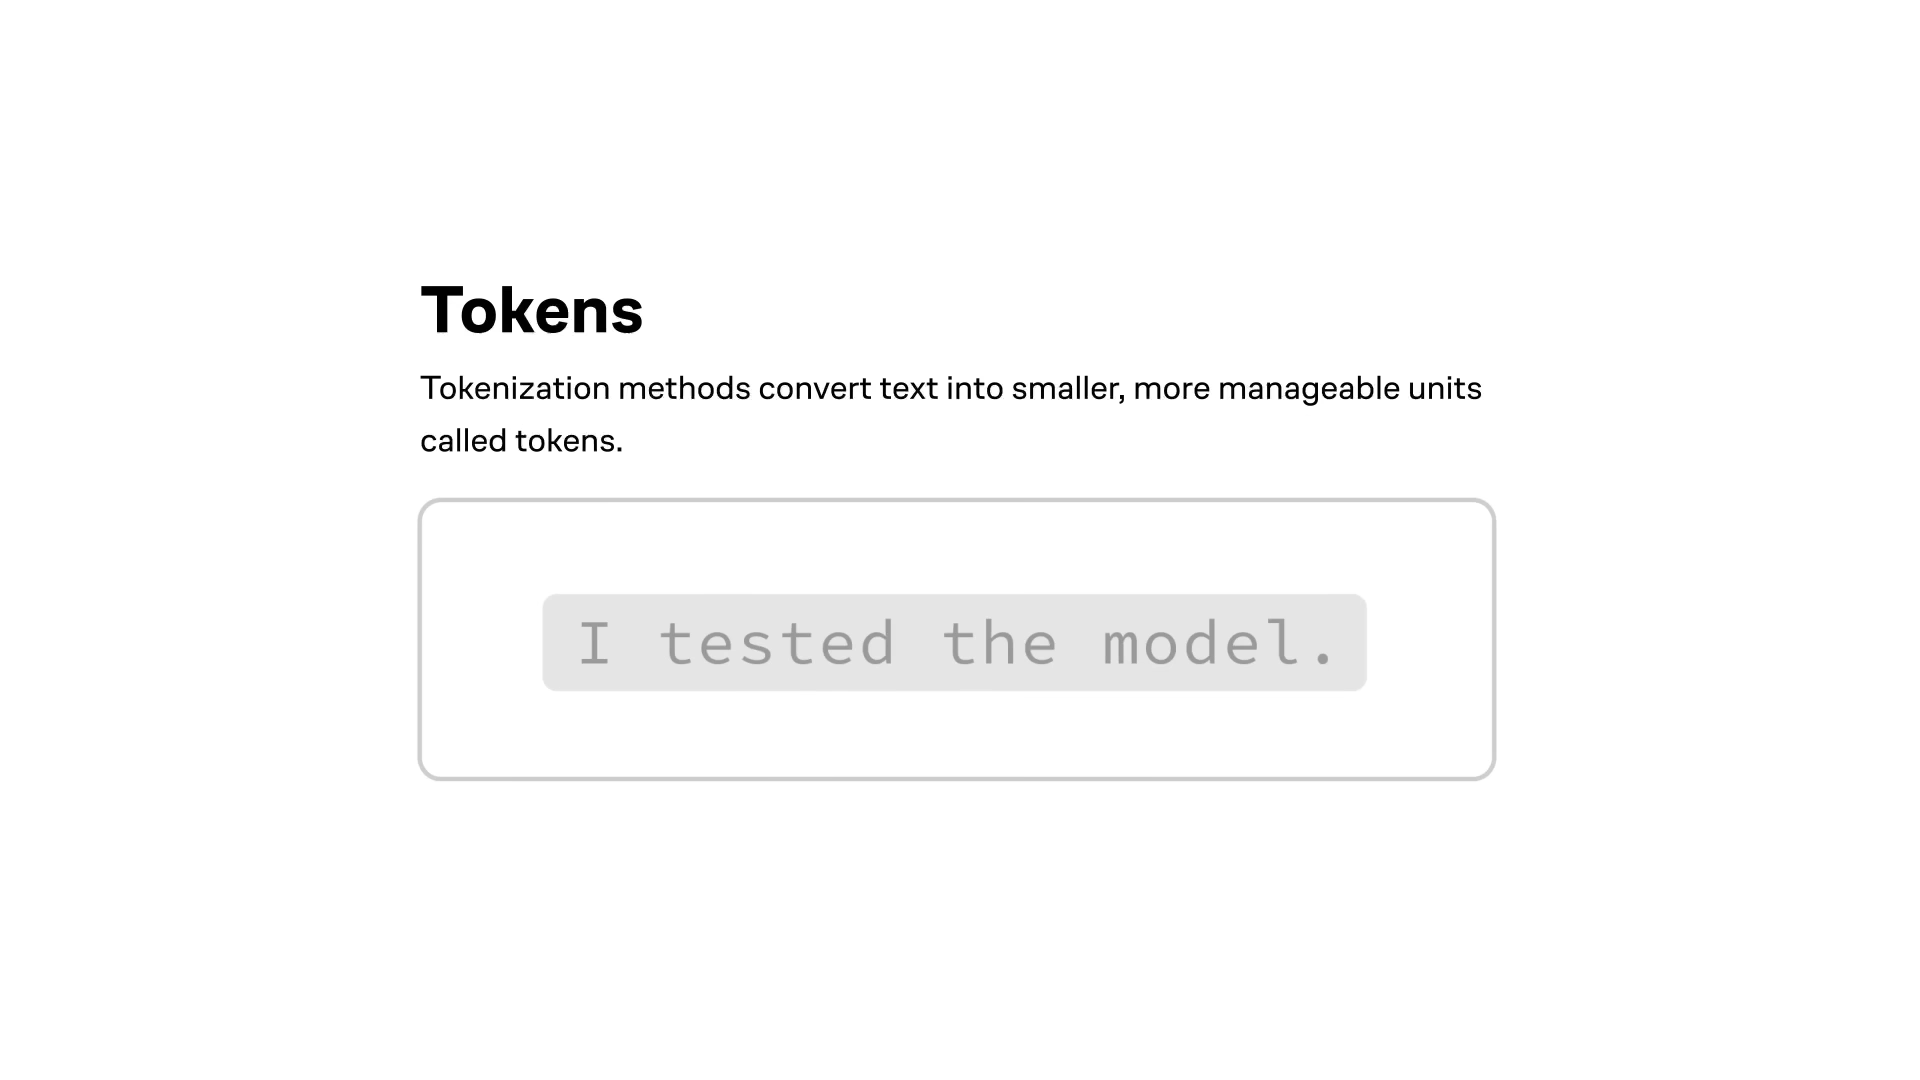 Tokens
Tokenization methods convert text into smaller, more manageable units
called tokens.
I tested the model.